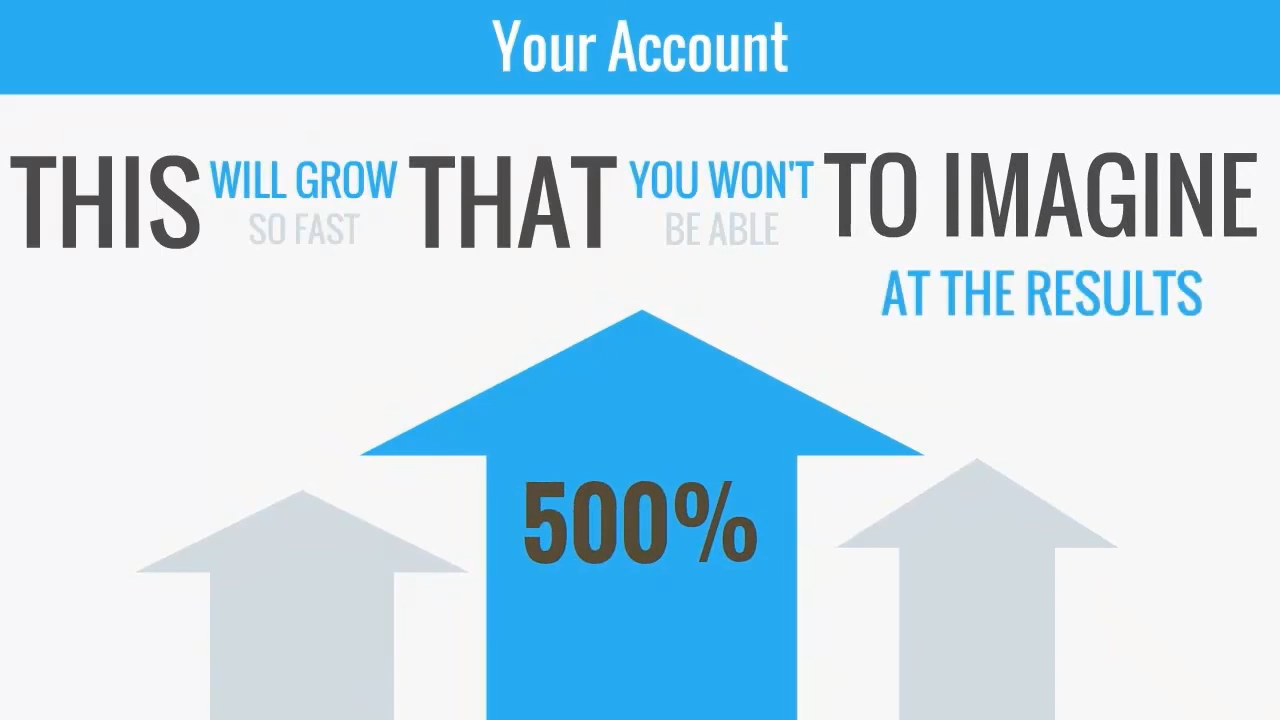 Your Account
THIS WILL GROW SO FAST THAT YOU WON'T BE ABLE TO IMAGINE
AT THE RESULTS
500%